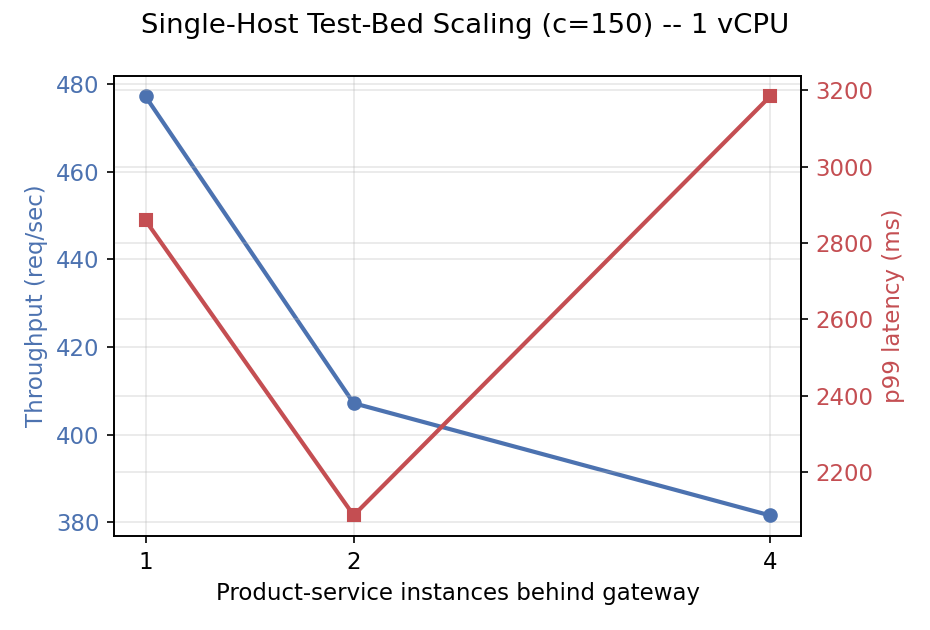 Single-Host Test-Bed Scaling (c=150) -- 1 vCPU
Throughput (req/sec)
480
460
440
420
400
380
3200
3000
2800
2600
2400
2200
p99 latency (ms)
1 2 4
Product-service instances behind gateway